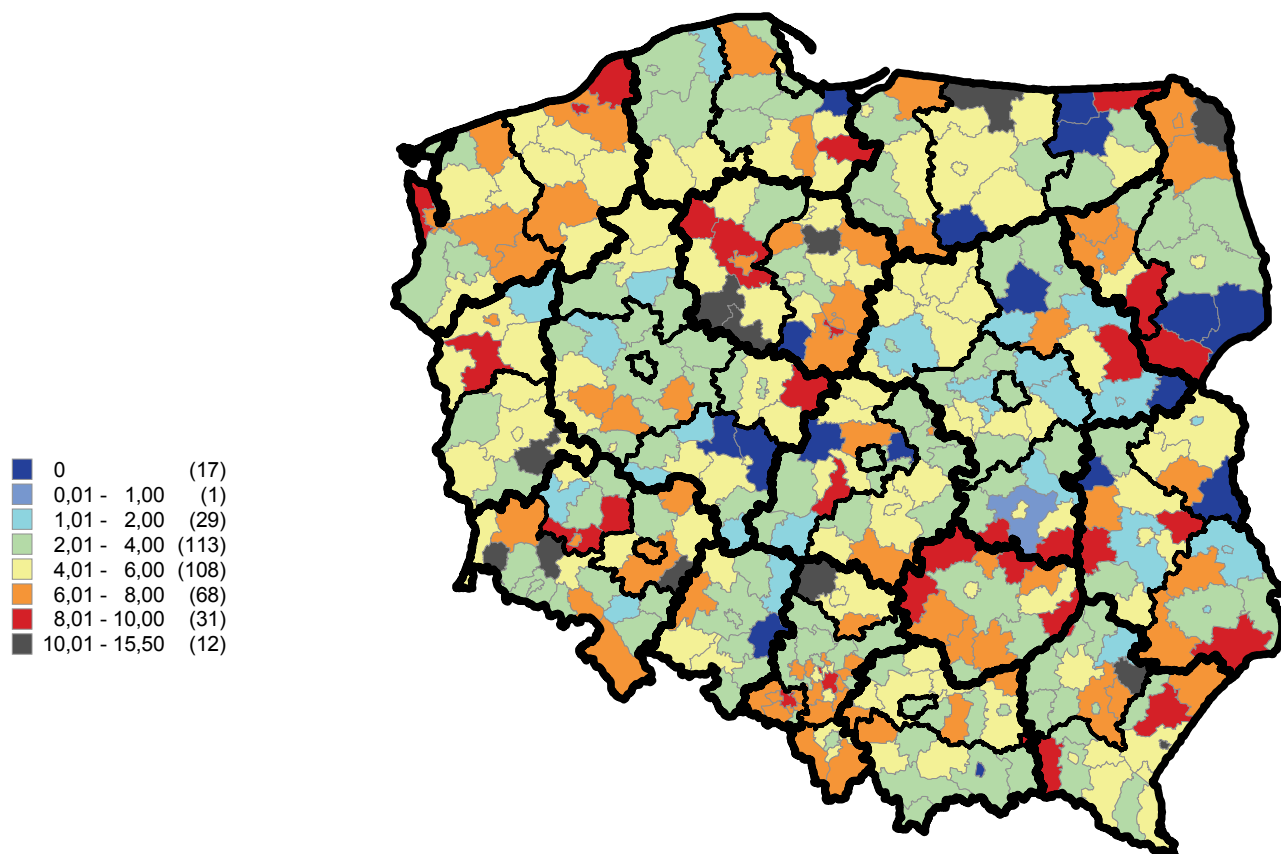 0 (17)
0,01 - 1,00 (1)
1,01 - 2,00 (29)
2,01 - 4,00 (113)
4,01 - 6,00 (108)
6,01 - 8,00 (68)
8,01 - 10,00 (31)
10,01 - 15,50 (12)